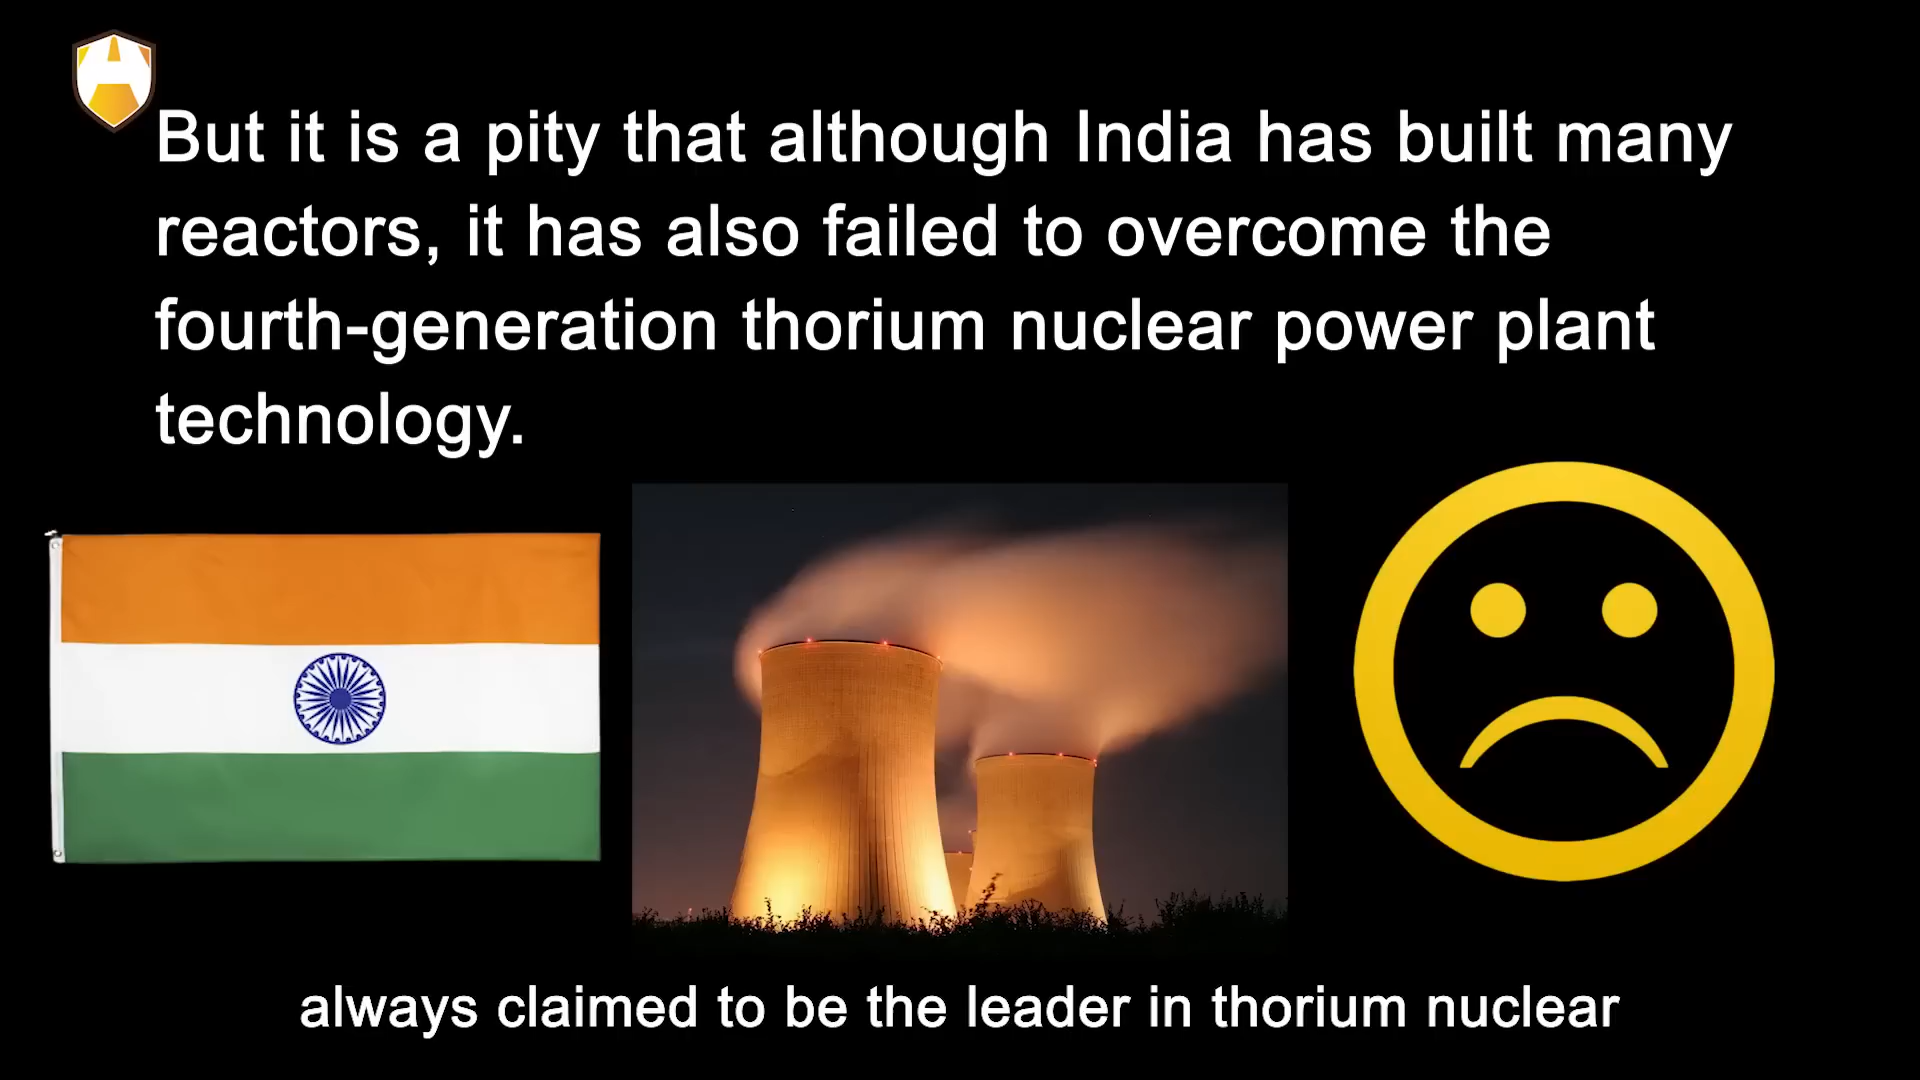 But it is a pity that although India has built many
reactors, it has also failed to overcome the
fourth-generation thorium nuclear power plant
technology.
always claimed to be the leader in thorium nuclear